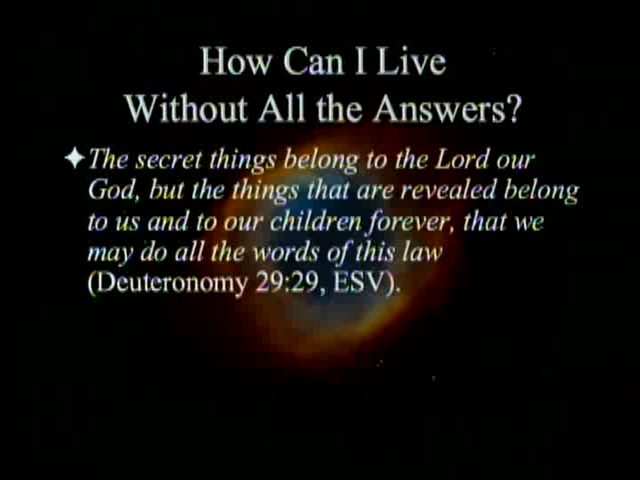 How Can I Live
Without All the Answers?
The secret things belong to the Lord our
God, but the things that are revealed belong
to us and to our children forever, that we
may do all the words of this law
(Deuteronomy 29:29, ESV).